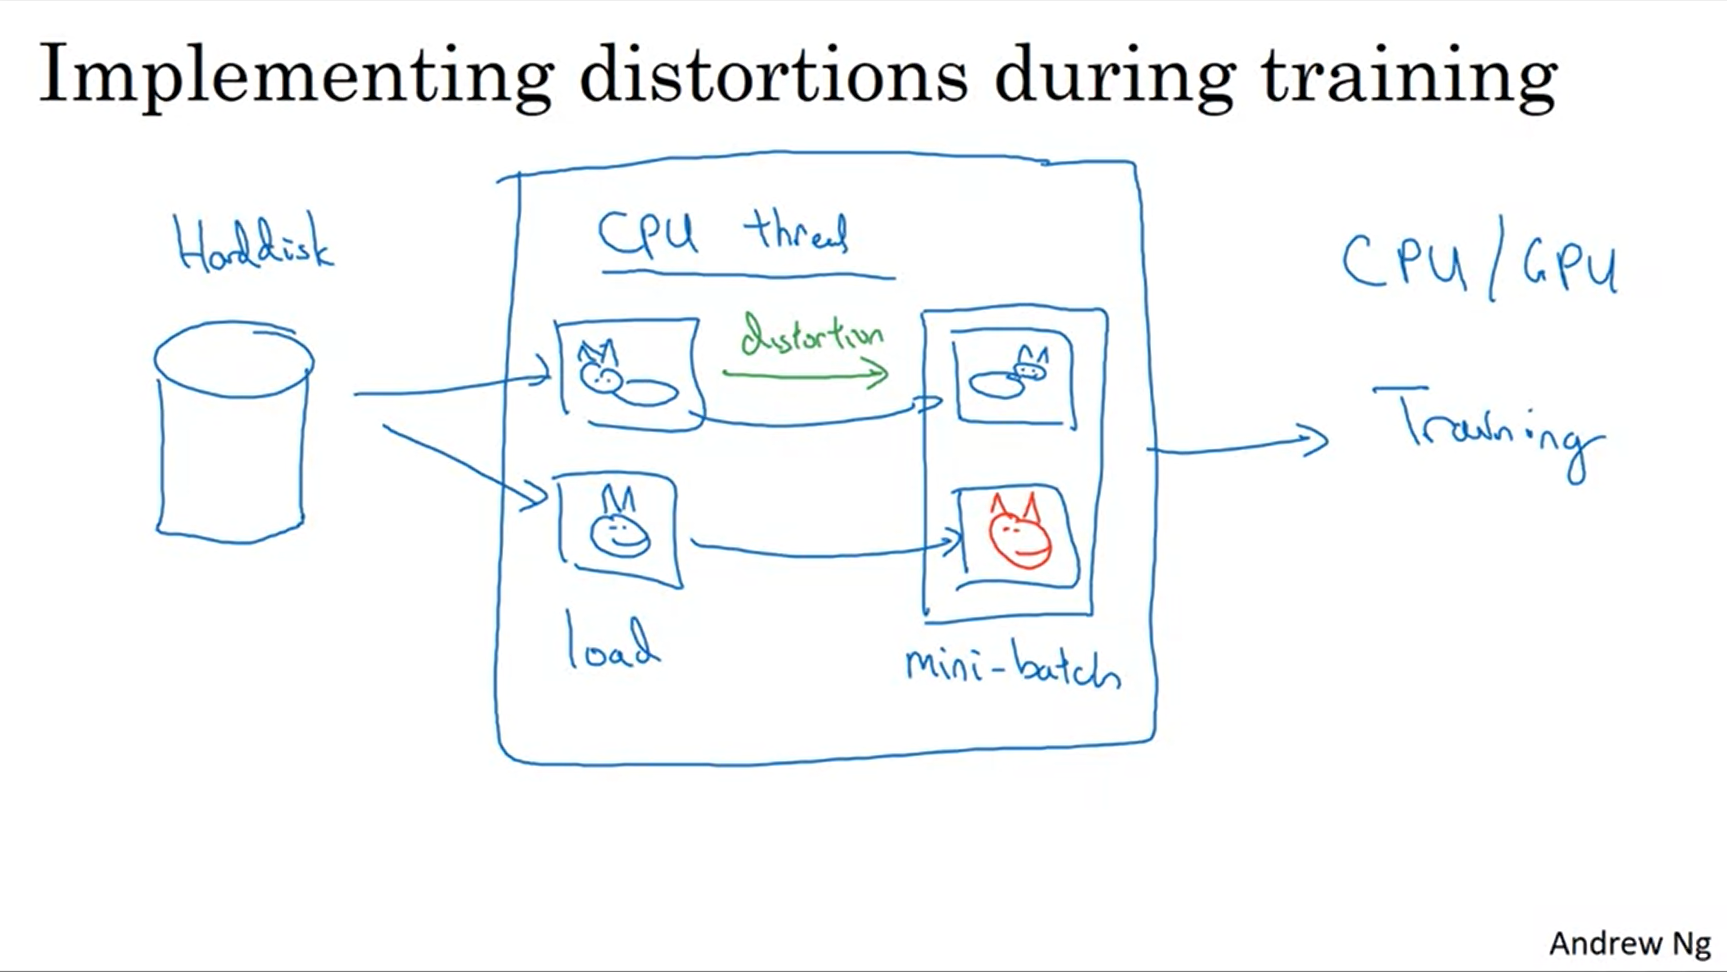 Implementing distortions during training
Harddisk
CPU thread
distortion
load
mini-batch
CPU/GPU
Training
Andrew Ng